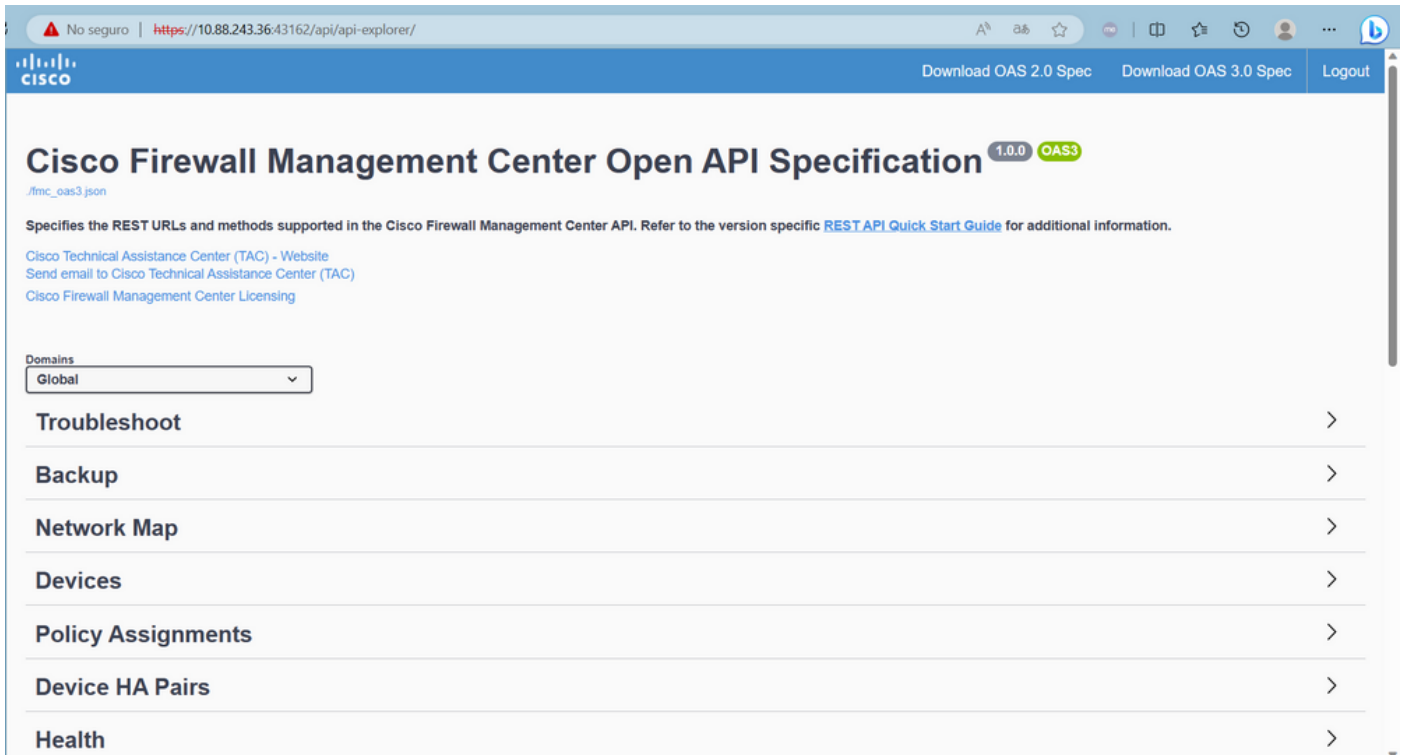 No seguro | https://10.88.243.36:43162/api/api-explorer/
CISCO
Download OAS 2.0 Spec Download OAS 3.0 Spec Logout
Cisco Firewall Management Center Open API Specification 1.0.0 OAS3
./fmc_oas3.json
Specifies the REST URLs and methods supported in the Cisco Firewall Management Center API. Refer to the version specific REST API Quick Start Guide for additional information.
Cisco Technical Assistance Center (TAC) - Website
Send email to Cisco Technical Assistance Center (TAC)
Cisco Firewall Management Center Licensing
Domains
Global
Troubleshoot
Backup
Network Map
Devices
Policy Assignments
Device HA Pairs
Health